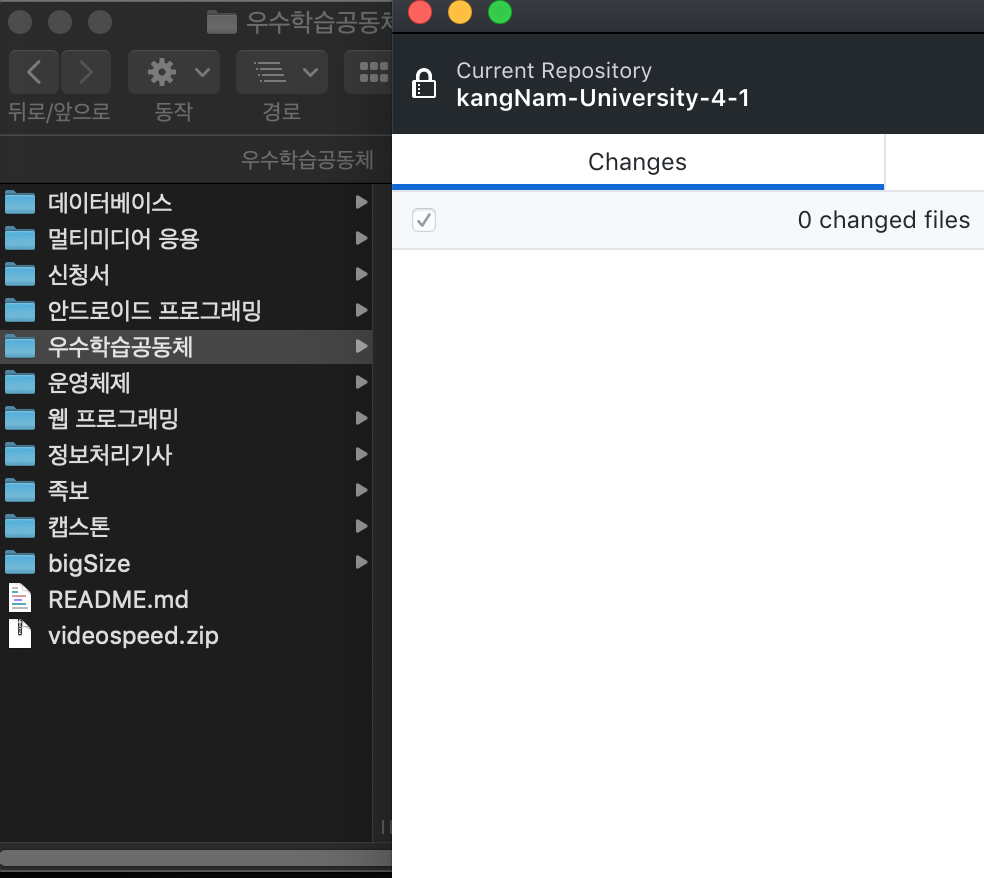 우수학습공동체
뒤로/앞으로
동작
경로
우수학습공동체
데이터베이스
멀티미디어 응용
신청서
안드로이드 프로그래밍
우수학습공동체
운영체제
웹 프로그래밍
정보처리기사
족보
캡스톤
bigSize
README.md
videospeed.zip
Current Repository
kangNam-University-4-1
Changes
0 changed files